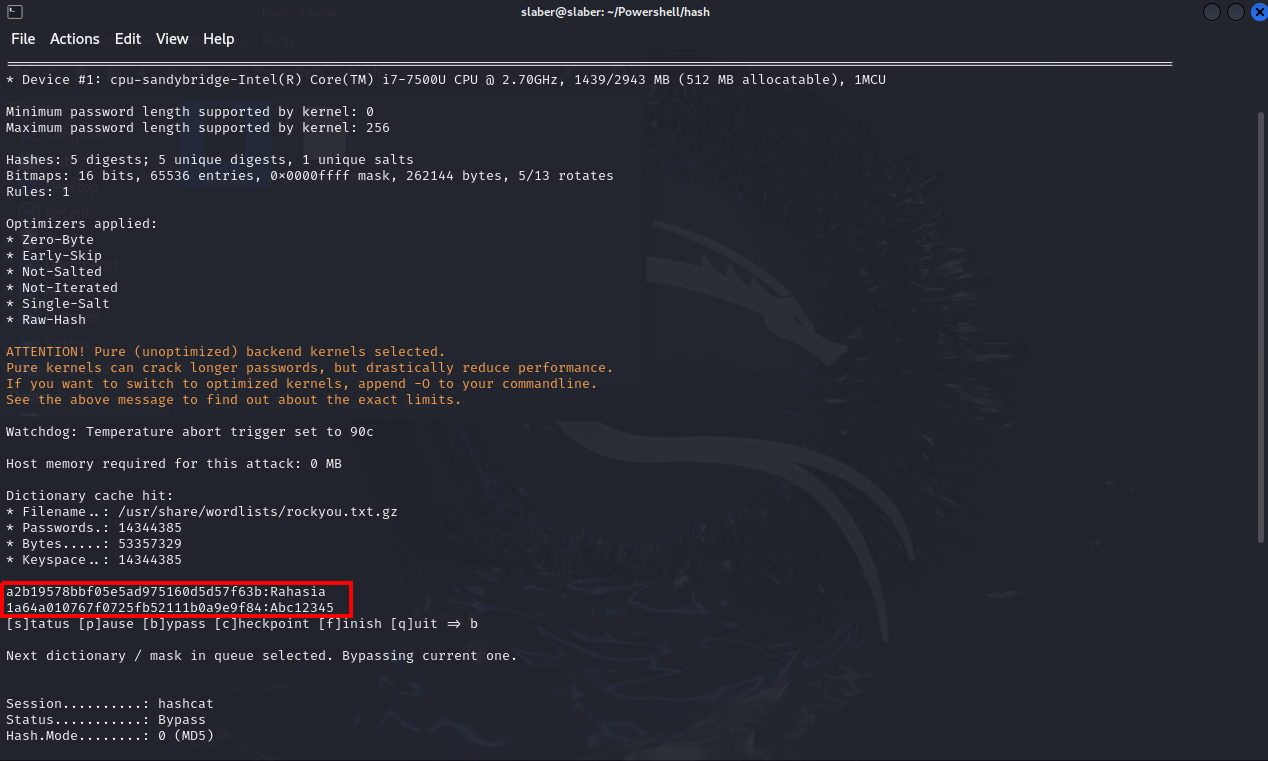 slaber@slaber: ~/Powershell/hash
File Actions Edit View Help
* Device #1: cpu-sandybridge-Intel(R) Core(TM) i7-7500U CPU @ 2.70GHz, 1439/2943 MB (512 MB allocatable), 1MCU
Minimum password length supported by kernel: 0
Maximum password length supported by kernel: 256
Hashes: 5 digests; 5 unique digests, 1 unique salts
Bitmaps: 16 bits, 65536 entries, 0x0000ffff mask, 262144 bytes, 5/13 rotates
Rules: 1
Optimizers applied:
* Zero-Byte
* Early-Skip
* Not-Salted
* Not-Iterated
* Single-Salt
* Raw-Hash
ATTENTION! Pure (unoptimized) backend kernels selected.
Pure kernels can crack longer passwords, but drastically reduce performance.
If you want to switch to optimized kernels, append -O to your commandline.
See the above message to find out about the exact limits.
Watchdog: Temperature abort trigger set to 90c
Host memory required for this attack: 0 MB
Dictionary cache hit:
* Filename..: /usr/share/wordlists/rockyou.txt.gz
* Passwords.: 14344385
* Bytes.....: 53357329
* Keyspace..: 14344385
a2b19578bbf05e5ad975160d5d57f63b:Rahasia
1a64a010767f0725fb52111b0a9e9f84:Abc12345
[s]tatus [p]ause [b]ypass [c]heckpoint [f]inish [q]uit => b
Next dictionary / mask in queue selected. Bypassing current one.
Session..........: hashcat
Status...........: Bypass
Hash.Mode........: 0 (MD5)